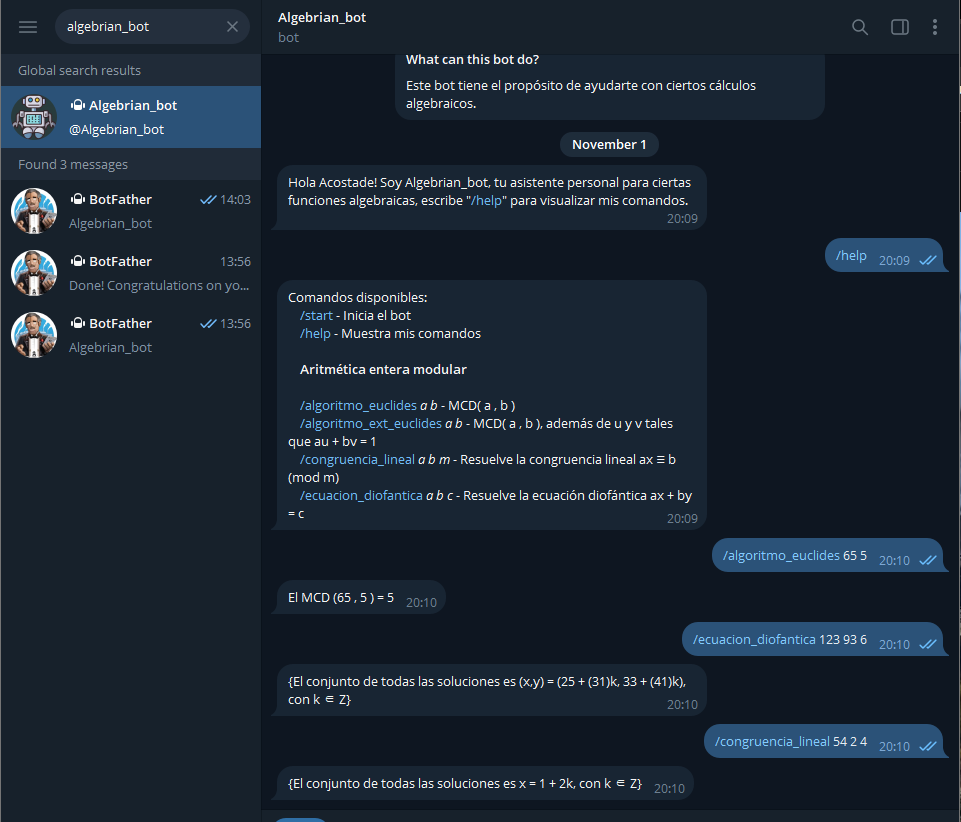 algebrian_bot
Global search results
Algebrian_bot
@Algebrian_bot
Found 3 messages
BotFather 14:03
Algebrian_bot
BotFather 13:56
Done! Congratulations on yo...
BotFather 13:56
Algebrian_bot
Algebrian_bot
bot
What can this bot do?
Este bot tiene el propósito de ayudarte con ciertos cálculos
algebraicos.
November 1
Hola Acostade! Soy Algebrian_bot, tu asistente personal para ciertas
funciones algebraicas, escribe "/help" para visualizar mis comandos.
20:09
/help 20:09
Comandos disponibles:
/start - Inicia el bot
/help - Muestra mis comandos
Aritmética entera modular
/algoritmo_euclides a b - MCD( a , b )
/algoritmo_ext_euclides a b - MCD( a , b ), además de u y v tales
que au + bv = 1
/congruencia_lineal a b m - Resuelve la congruencia lineal ax ≡ b
(mod m)
/ecuacion_diofantica a b c - Resuelve la ecuación diofántica ax + by
= c
20:09
/algoritmo_euclides 65 5 20:10
El MCD (65 , 5 ) = 5 20:10
/ecuacion_diofantica 123 93 6 20:10
{El conjunto de todas las soluciones es (x,y) = (25 + (31)k, 33 + (41)k),
con k ∈ Z}
20:10
/congruencia_lineal 54 2 4 20:10
{El conjunto de todas las soluciones es x = 1 + 2k, con k ∈ Z} 20:10